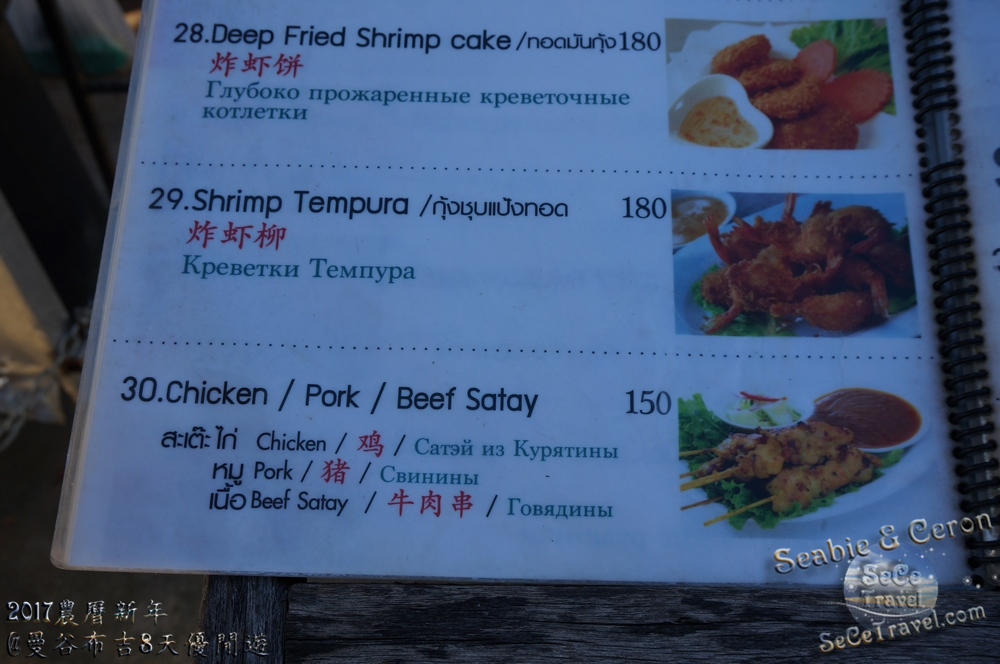 28.Deep Fried Shrimp cake /ทอดมันกุ้ง 180
炸虾饼
Глубоко прожаренные креветочные
котлетки
29.Shrimp Tempura /กุ้งชุบแป้งทอด 180
炸虾柳
Креветки Темпура
30.Chicken / Pork / Beef Satay 150
สะเต๊ะไก่ Chicken / 鸡 / Сатэй из Курятины
หมู Pork / 猪 / Свинины
เนื้อ Beef Satay / 牛肉串 / Говядины
Seabie & Ceron
SeCe
Travel
SeCeTravel.com
2017農曆新年
@曼谷布吉8天優閒遊